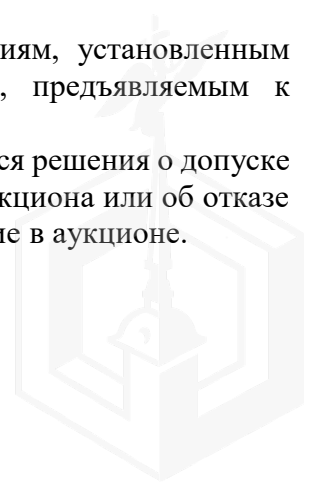 иям, установленным
, предъявляемым к
ся решения о допуске
кциона или об отказе
ие в аукционе.